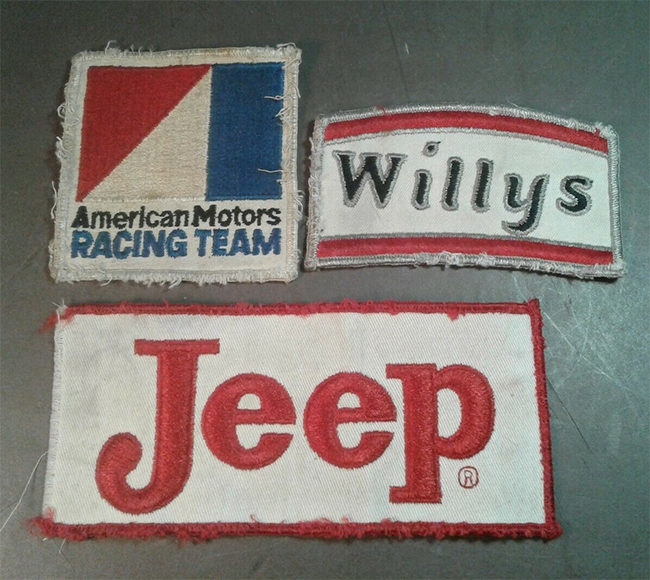 American Motors
RACING TEAM
Willys
Jeep®